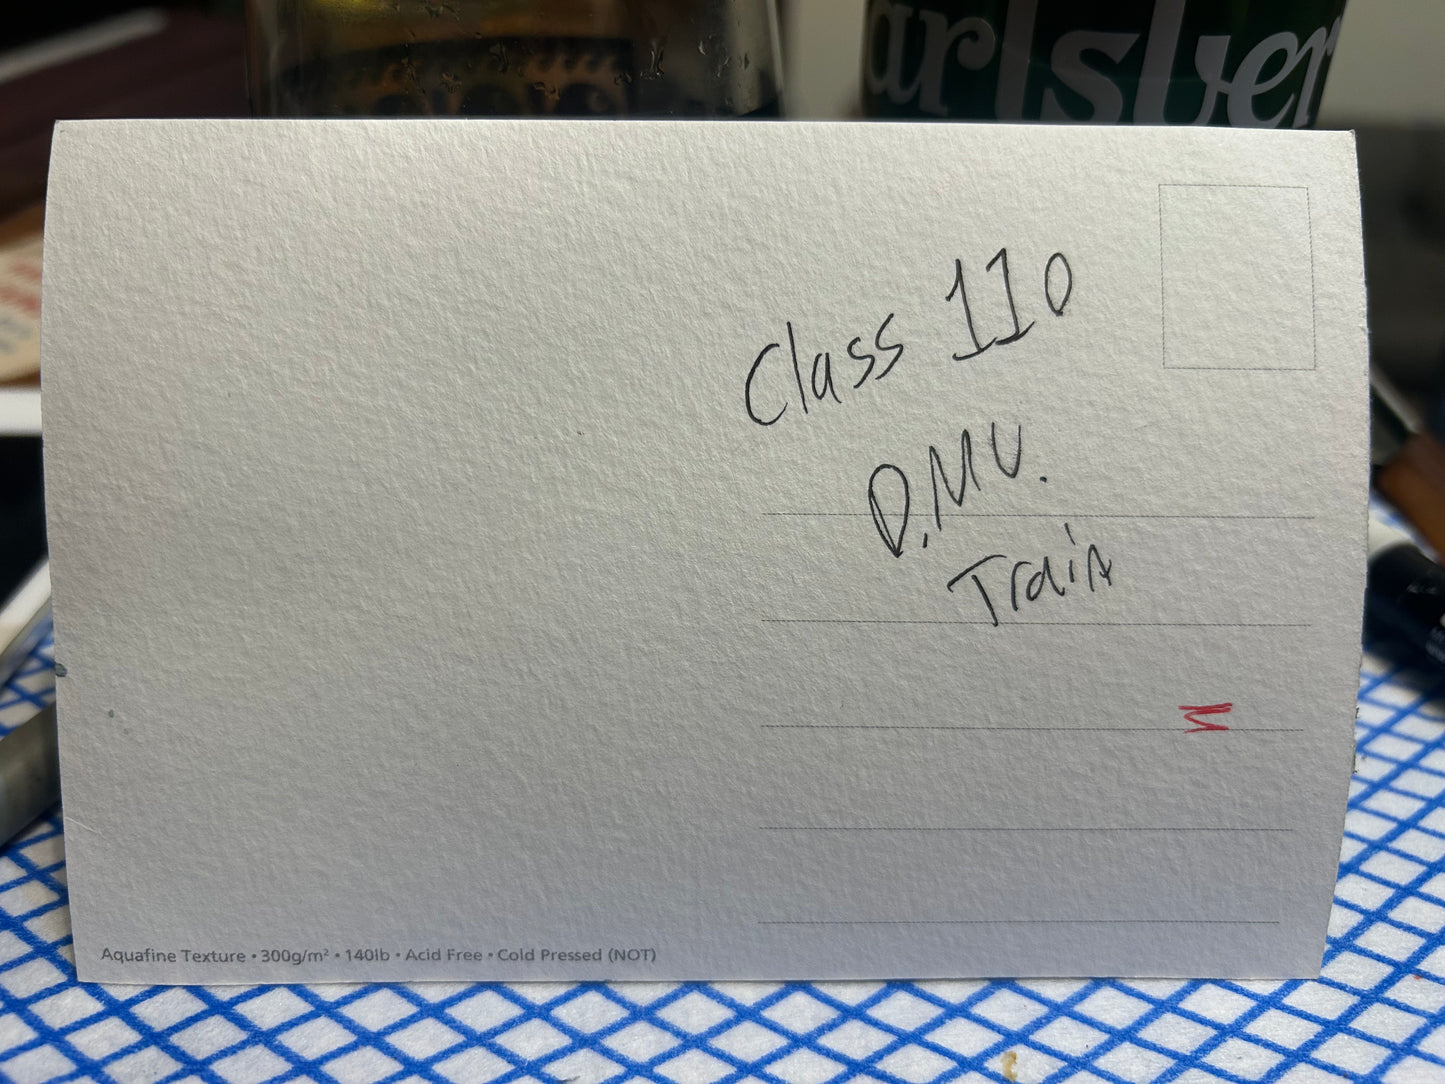 arlsber
Class 110
D.M.U.
Train
Aquafine Texture • 300g/m² • 140lb • Acid Free • Cold Pressed (NOT)